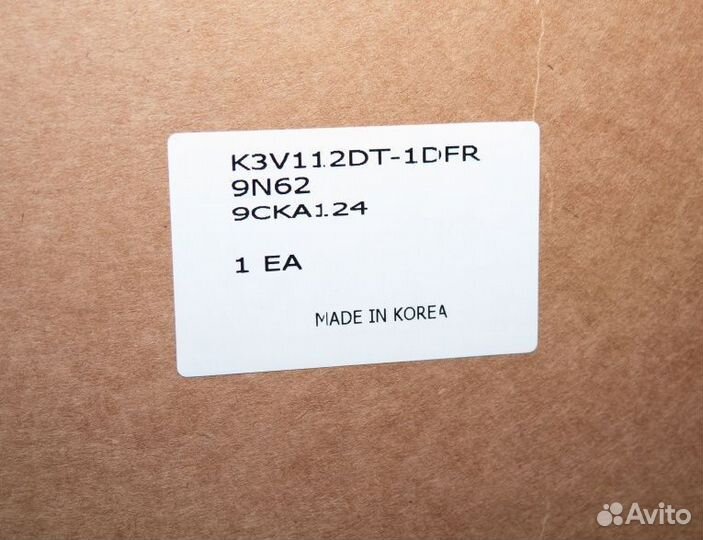 K3V112DT-1DFR
9N62
9CKA124
1 EA
MADE IN KOREA
Avito